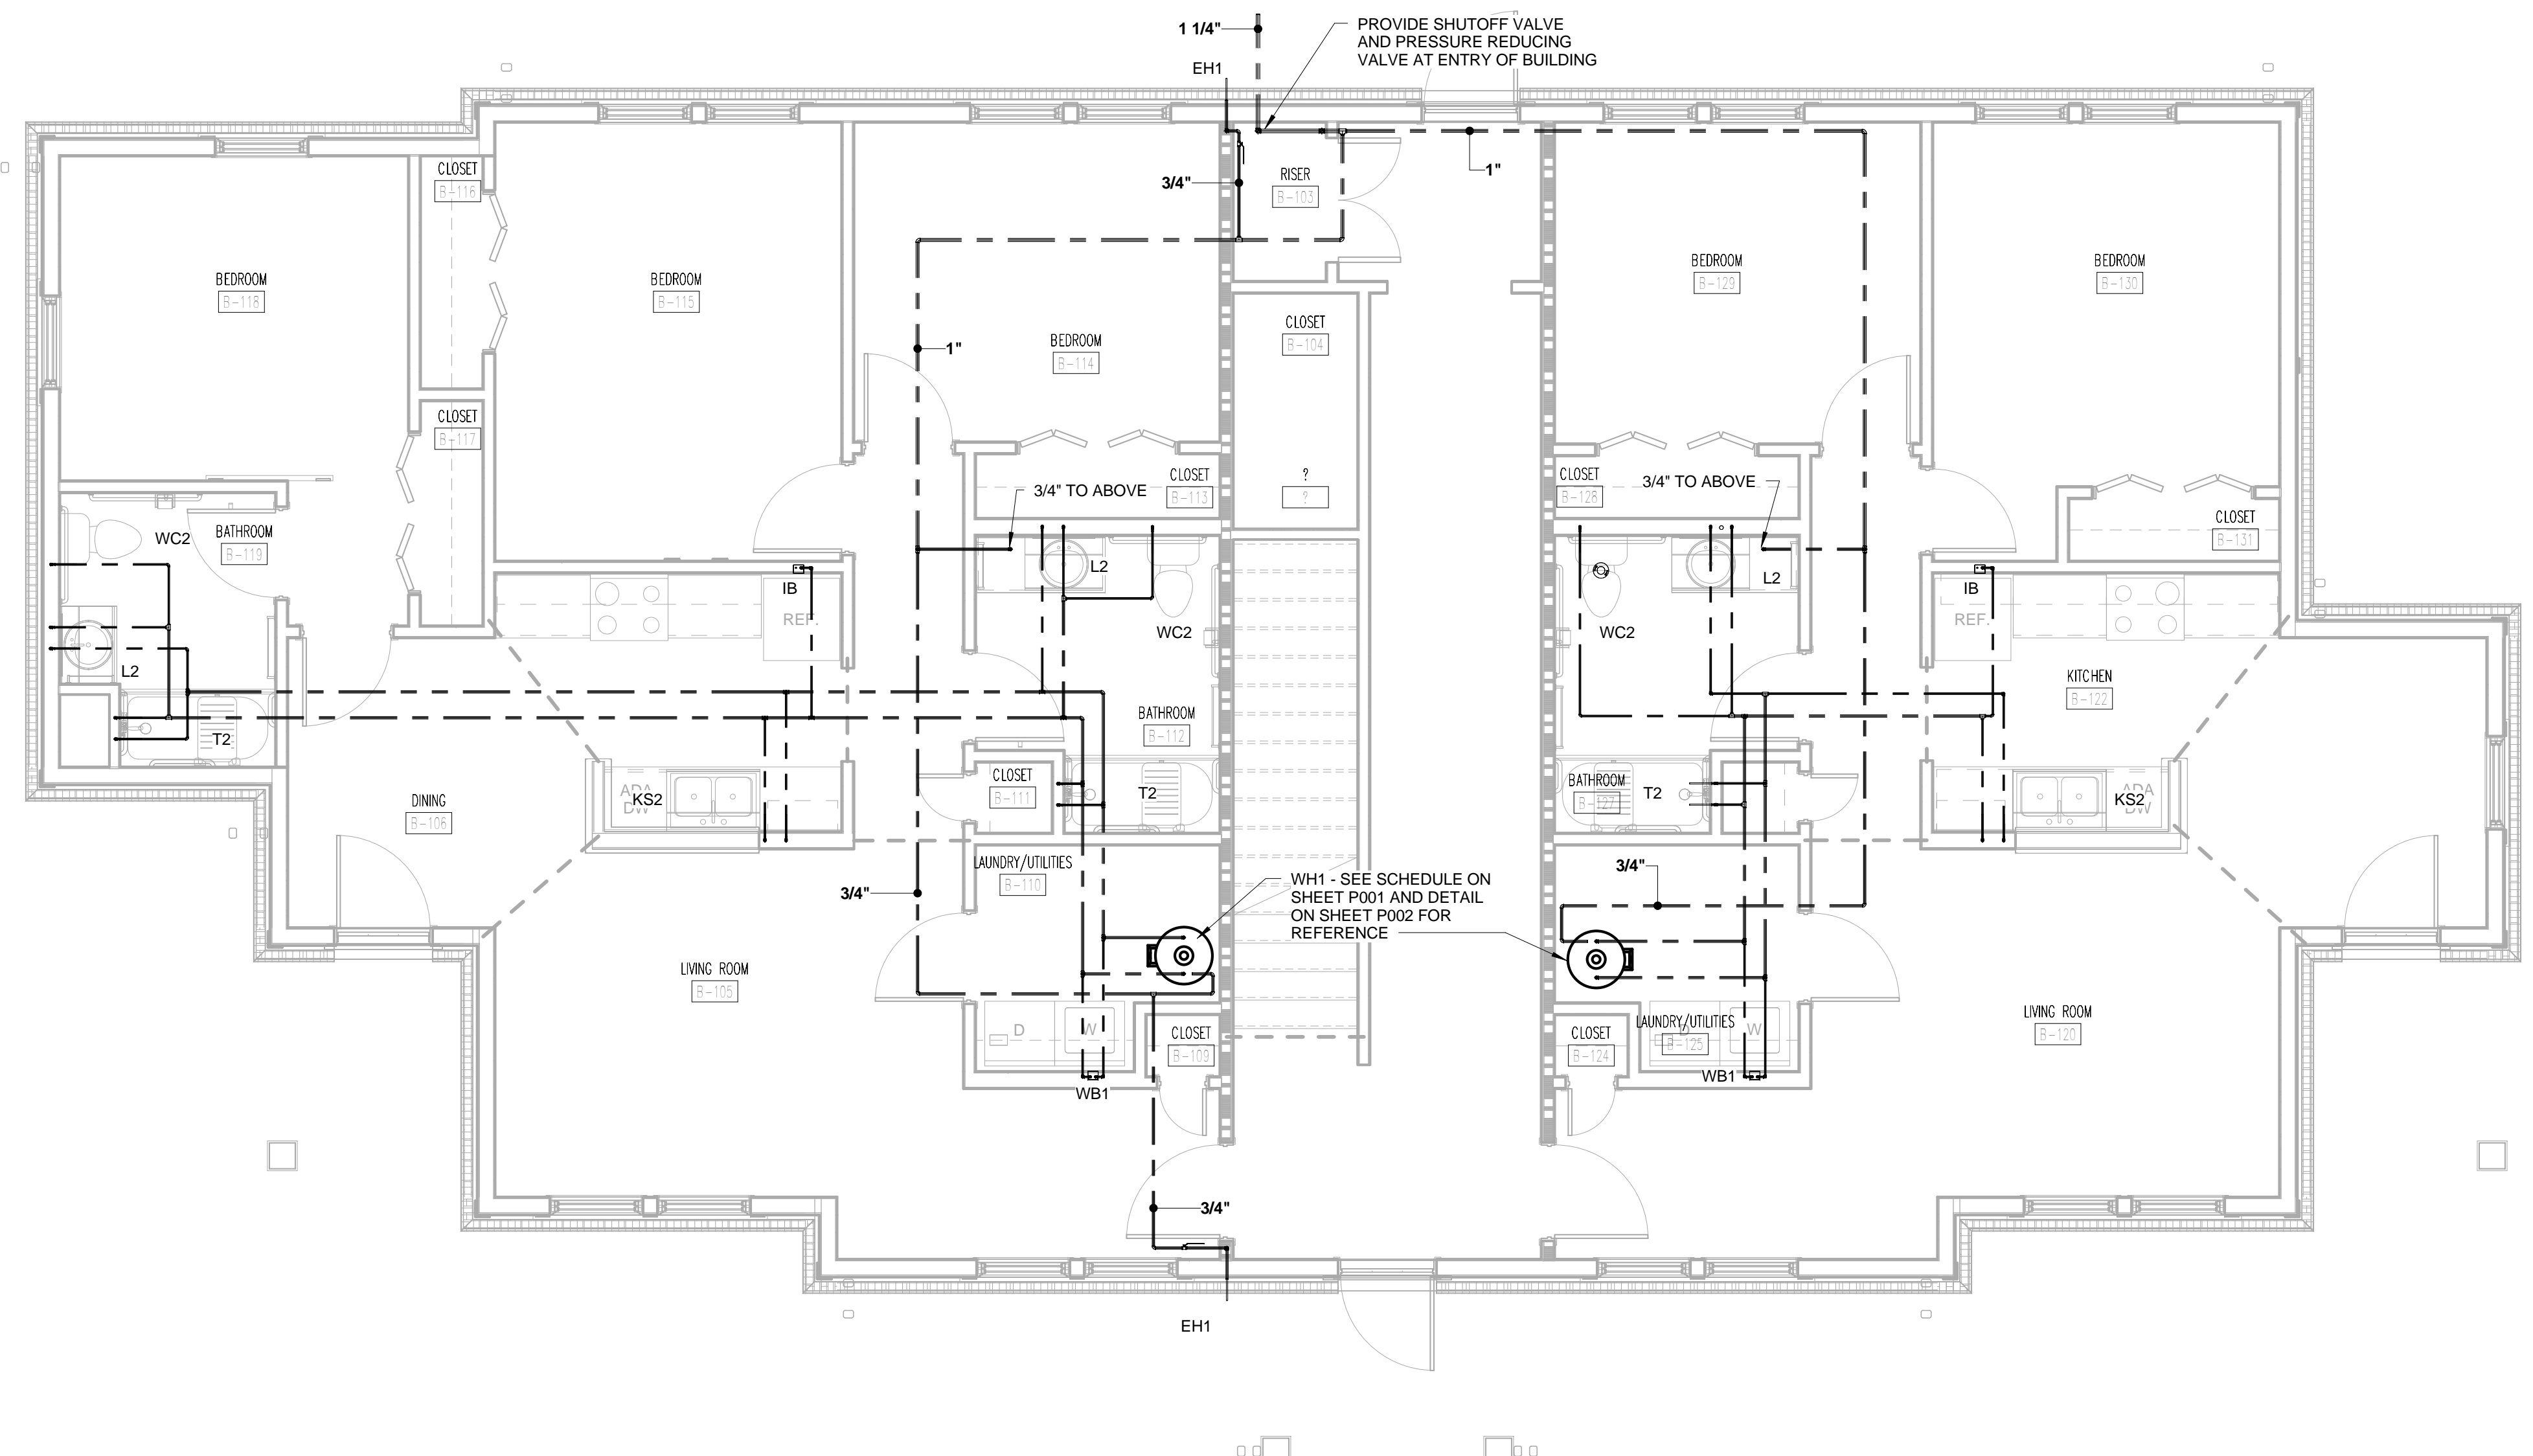 1 1/4"
PROVIDE SHUTOFF VALVE
AND PRESSURE REDUCING
VALVE AT ENTRY OF BUILDING
EH1
CLOSET
B-116
3/4"
RISER
B-103
1"
BEDROOM
B-118
BEDROOM
B-115
BEDROOM
B-114
1"
CLOSET
B-104
BEDROOM
B-129
BEDROOM
B-130
CLOSET
B-117
3/4" TO ABOVE
CLOSET
B-113
?
?
CLOSET
B-128
3/4" TO ABOVE
CLOSET
B-131
WC2
BATHROOM
B-119
IB
REF.
L2
WC2
WC2
L2
IB
REF.
L2
T2
KITCHEN
B-122
BATHROOM
B-112
DINING
B-106
ADA
DW
KS2
CLOSET
B-111
T2
BATHROOM
B-127
T2
ADA
DW
KS2
LAUNDRY/UTILITIES
B-110
3/4"
WH1 - SEE SCHEDULE ON
SHEET P001 AND DETAIL
ON SHEET P002 FOR
REFERENCE
3/4"
LIVING ROOM
B-105
D
W
CLOSET
B-109
WB1
CLOSET
B-124
LAUNDRY/UTILITIES
B-125
D
W
WB1
LIVING ROOM
B-120
3/4"
EH1